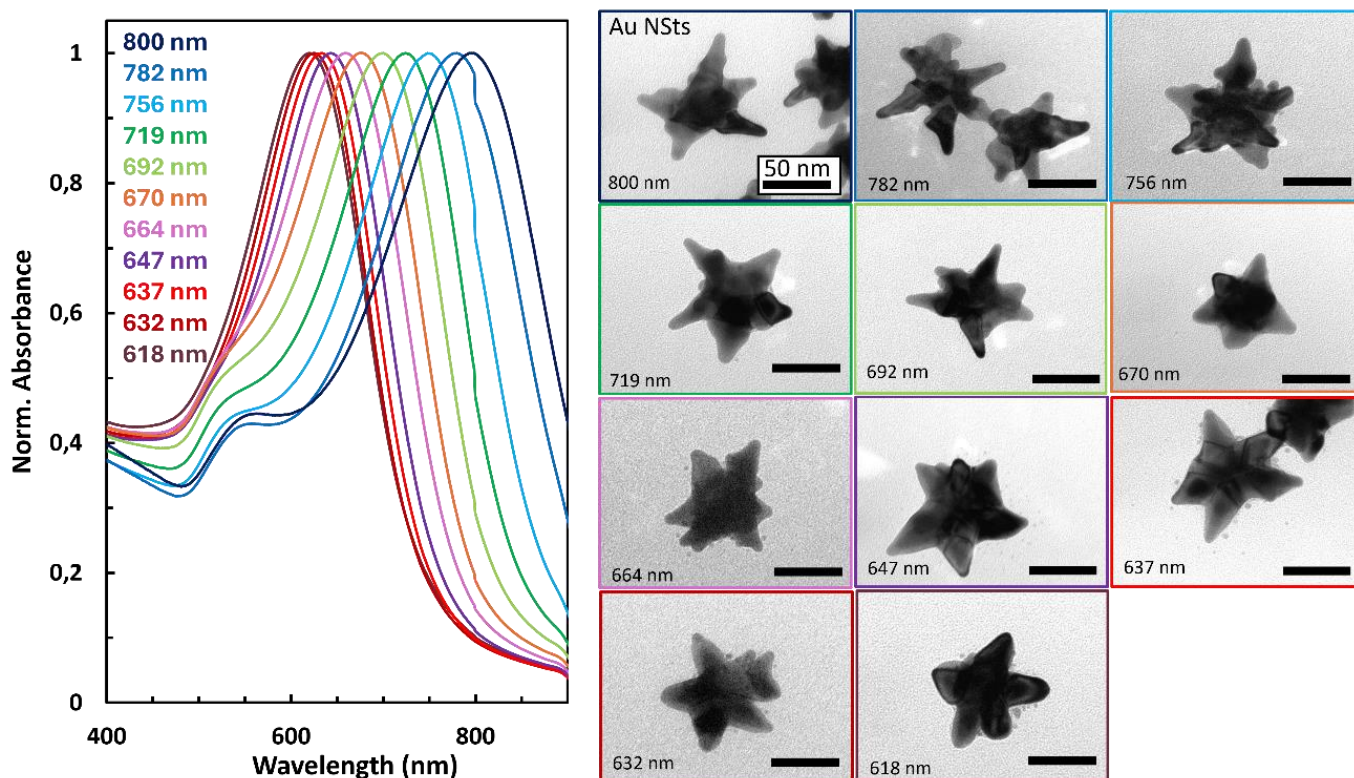 800 nm
782 nm
756 nm
719 nm
692 nm
670 nm
664 nm
647 nm
637 nm
632 nm
618 nm
1
0,8
0,6
0,4
0,2
0
400
600
800
Norm. Absorbance
Wavelength (nm)
Au NSts
50 nm
800 nm
782 nm
756 nm
719 nm
692 nm
670 nm
664 nm
647 nm
637 nm
632 nm
618 nm